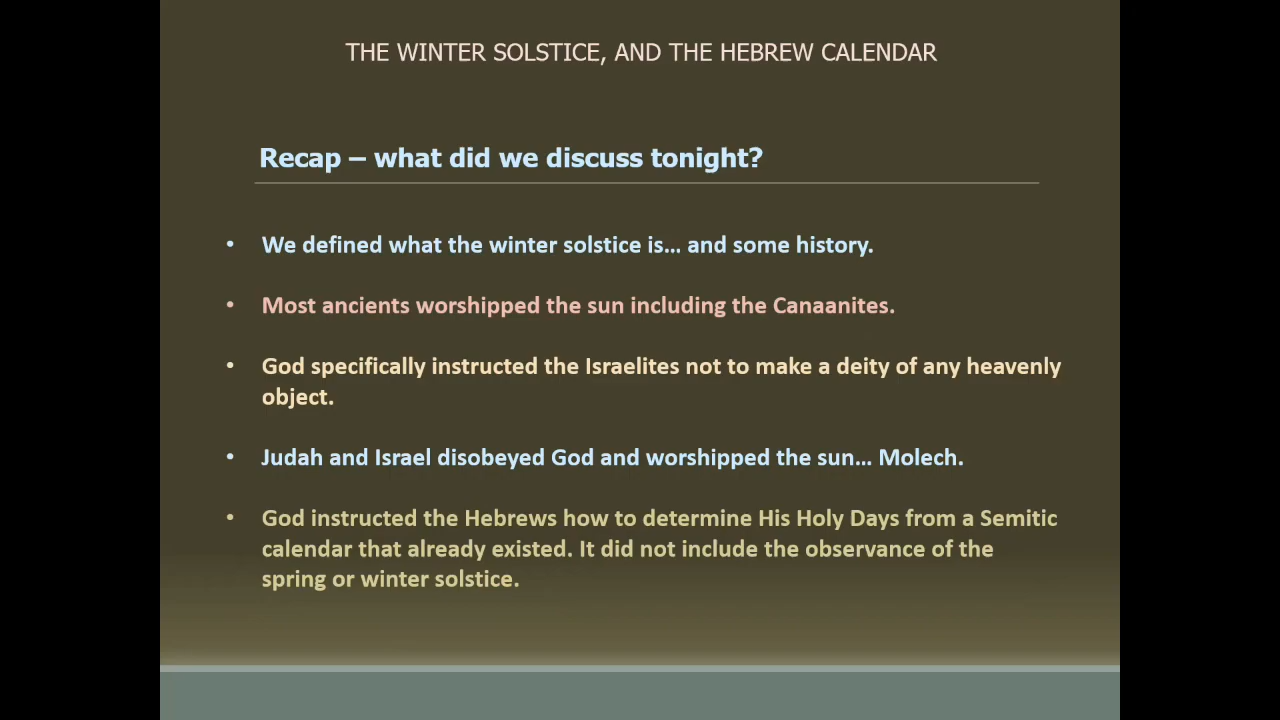 THE WINTER SOLSTICE, AND THE HEBREW CALENDAR
Recap – what did we discuss tonight?
• We defined what the winter solstice is... and some history.
• Most ancients worshipped the sun including the Canaanites.
• God specifically instructed the Israelites not to make a deity of any heavenly
object.
• Judah and Israel disobeyed God and worshipped the sun... Molech.
• God instructed the Hebrews how to determine His Holy Days from a Semitic
calendar that already existed. It did not include the observance of the
spring or winter solstice.